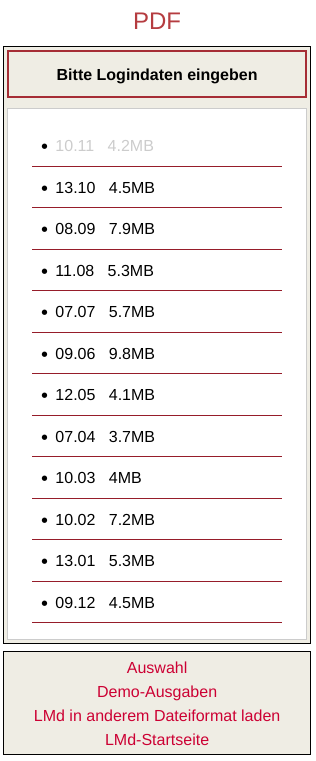 PDF
Bitte Logindaten eingeben
• 10.11 4.2MB
• 13.10 4.5MB
• 08.09 7.9MB
• 11.08 5.3MB
• 07.07 5.7MB
• 09.06 9.8MB
• 12.05 4.1MB
• 07.04 3.7MB
• 10.03 4MB
• 10.02 7.2MB
• 13.01 5.3MB
• 09.12 4.5MB
Auswahl
Demo-Ausgaben
LMd in anderem Dateiformat laden
LMd-Startseite